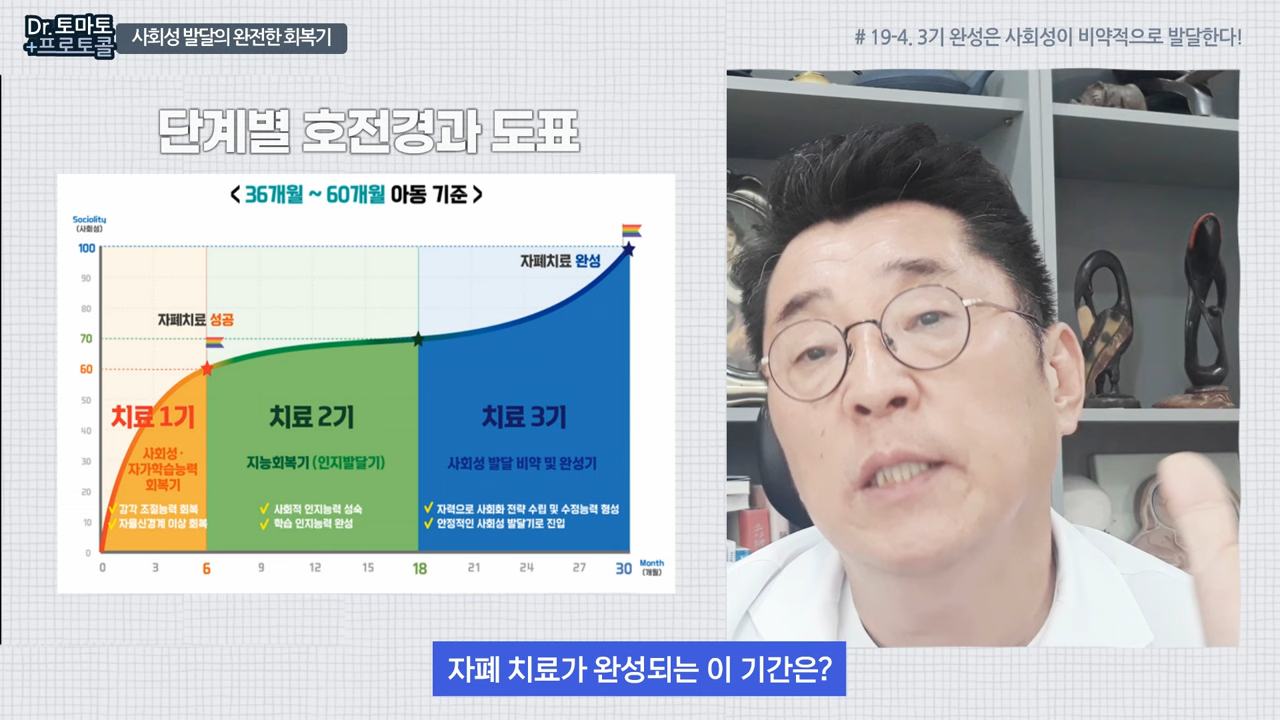 Dr.토마토
+프로토콜
사회성 발달의 완전한 회복기
# 19-4. 3기 완성은 사회성이 비약적으로 발달한다!
단계별 호전경과 도표
< 36개월 ~ 60개월 아동 기준 >
Sociolity
(사회성)
100
90
80
70
60
50
40
30
20
10
0
자폐치료 성공
자폐치료 완성
치료 1기
사회성·
자가학습능력
회복기
✓ 감각 조절능력 회복
✓ 자율신경계 이상 회복
치료 2기
지능회복기 (인지발달기)
✓ 사회적 인지능력 성숙
✓ 학습 인지능력 완성
치료 3기
사회성 발달 비약 및 완성기
✓ 자력으로 사회화 전략 수립 및 수정능력 형성
✓ 안정적인 사회성 발달기로 진입
0 3 6 9 12 15 18 21 24 27 30
Month
(개월)
자폐 치료가 완성되는 이 기간은?